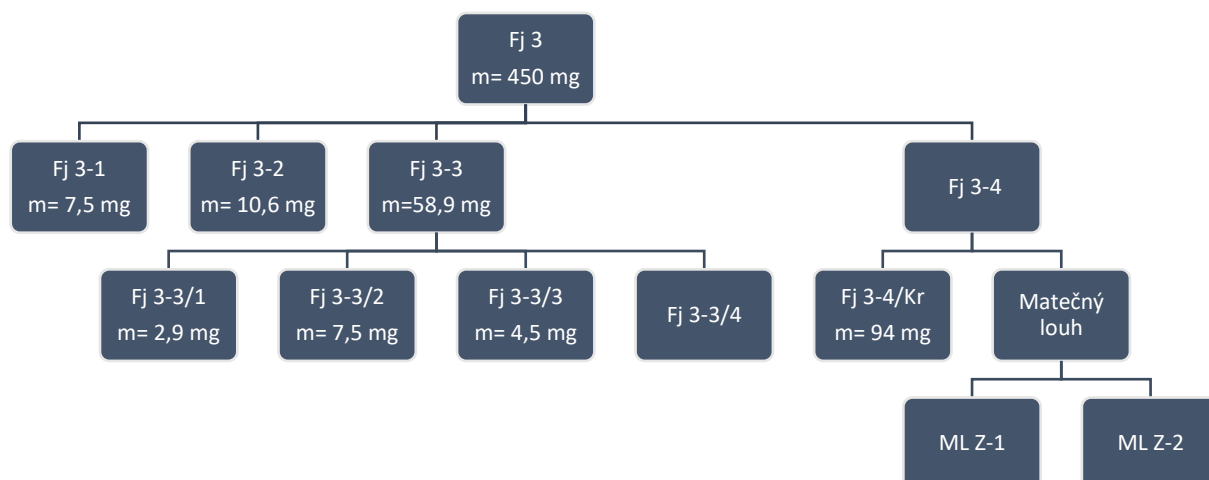 Fj 3
m= 450 mg
Fj 3-1
m= 7,5 mg
Fj 3-2
m= 10,6 mg
Fj 3-3
m=58,9 mg
Fj 3-4
Fj 3-3/1
m= 2,9 mg
Fj 3-3/2
m= 7,5 mg
Fj 3-3/3
m= 4,5 mg
Fj 3-3/4
Fj 3-4/Kr
m= 94 mg
Matečný
louh
ML Z-1
ML Z-2